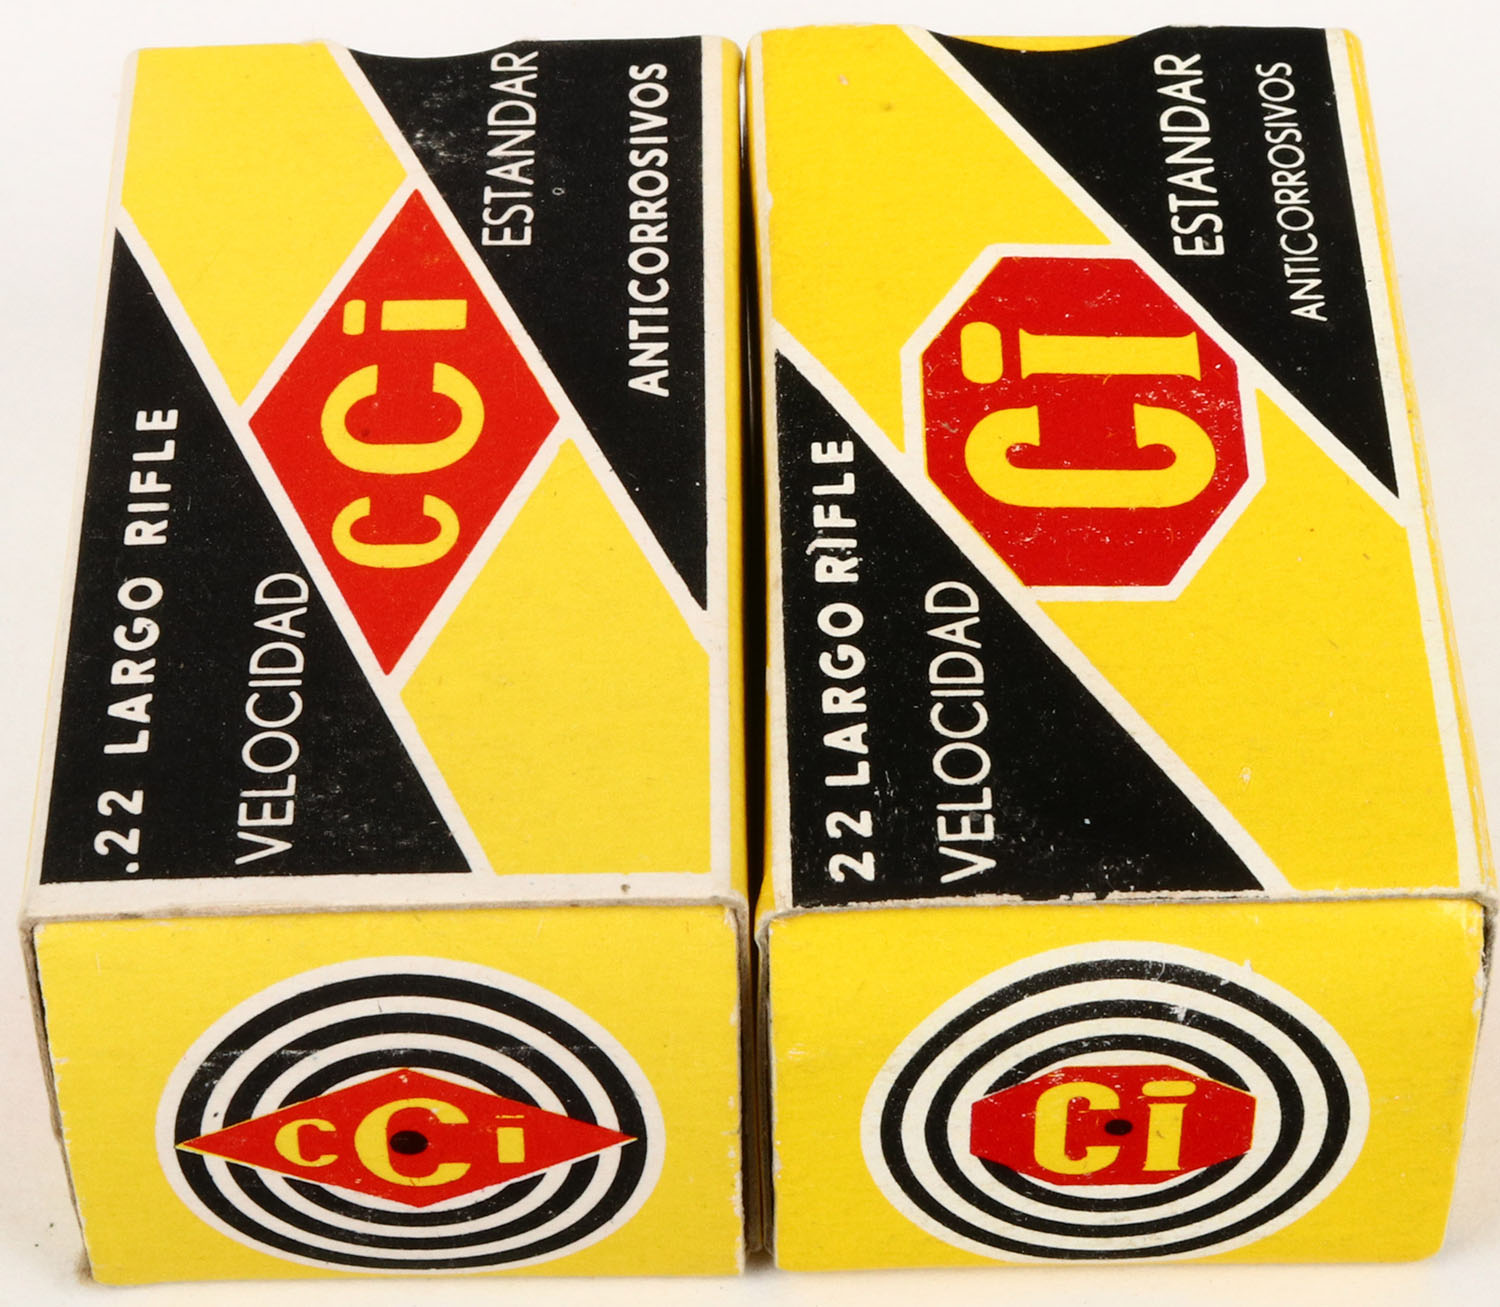 .22 LARGO RIFLE
VELOCIDAD
CCi
ESTANDAR
ANTICORROSIVOS
CCi
22 LARGO RIFLE
VELOCIDAD
Ci
ESTANDAR
ANTICORROSIVOS
Ci